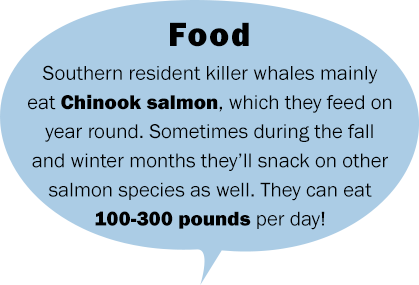 Food
Southern resident killer whales mainly
eat Chinook salmon, which they feed on
year round. Sometimes during the fall
and winter months they’ll snack on other
salmon species as well. They can eat
100-300 pounds per day!